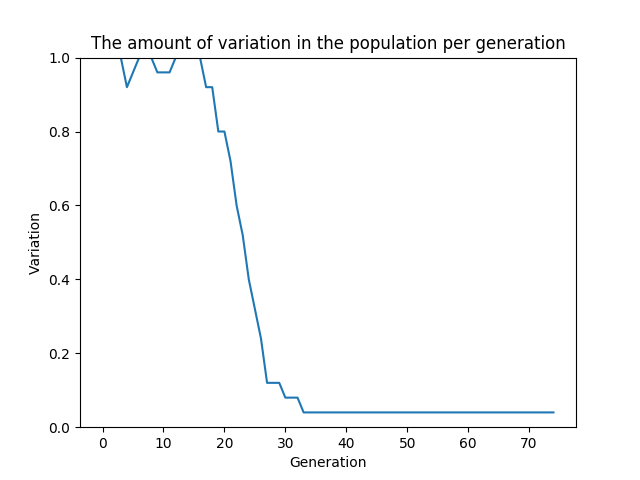 The amount of variation in the population per generation
1.0
0.8
0.6
0.4
0.2
0.0
Variation
0 10 20 30 40 50 60 70
Generation